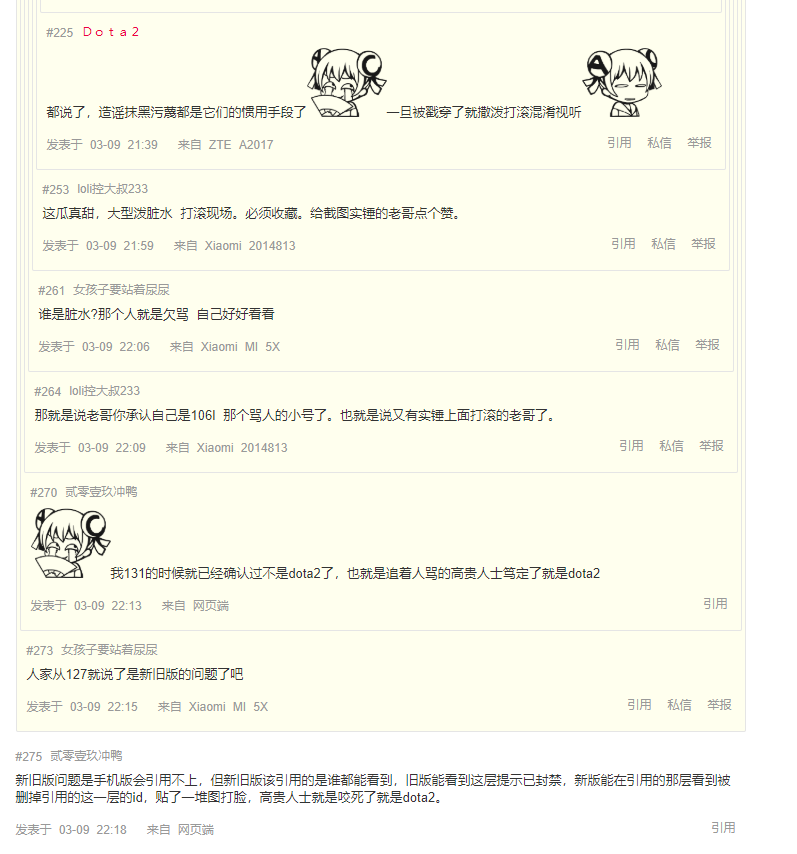 #225 Ｄｏｔａ２
都说了，造谣抹黑污蔑都是它们的惯用手段了 一旦被戳穿了就撒泼打滚混淆视听
发表于 03-09 21:39 来自 ZTE A2017 引用 私信 举报
#253 loli控大叔233
这瓜真甜，大型泼脏水 打滚现场。必须收藏。给截图实锤的老哥点个赞。
发表于 03-09 21:59 来自 Xiaomi 2014813 引用 私信 举报
#261 女孩子要站着尿尿
谁是脏水?那个人就是欠骂 自己好好看看
发表于 03-09 22:06 来自 Xiaomi MI 5X 引用 私信 举报
#264 loli控大叔233
那就是说老哥你承认自己是106l 那个骂人的小号了。也就是说又有实锤上面打滚的老哥了。
发表于 03-09 22:09 来自 Xiaomi 2014813 引用 私信 举报
#270 贰零壹玖冲鸭
我131的时候就已经确认过不是dota2了，也就是追着人骂的高贵人士笃定了就是dota2
发表于 03-09 22:13 来自 网页端 引用
#273 女孩子要站着尿尿
人家从127就说了是新旧版的问题了吧
发表于 03-09 22:15 来自 Xiaomi MI 5X 引用 私信 举报
#275 贰零壹玖冲鸭
新旧版问题是手机版会引用不上，但新旧版该引用的是谁都能看到，旧版能看到这层提示已封禁，新版能在引用的那层看到被
删掉引用的这一层的id，贴了一堆图打脸，高贵人士就是咬死了就是dota2。
发表于 03-09 22:18 来自 网页端 引用